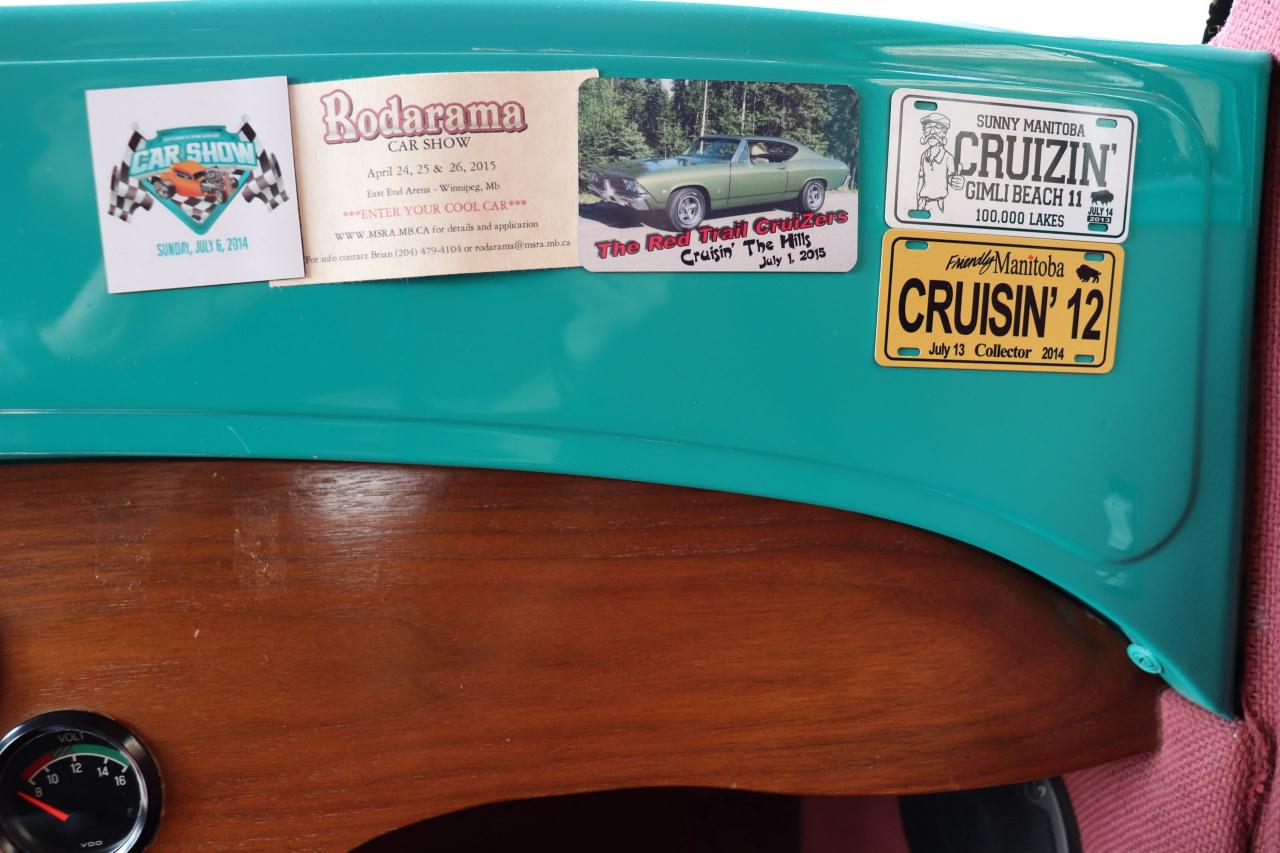 CAR SHOW
SUNDAY, JULY 6, 2014
Rodarama
CAR SHOW
April 24, 25 & 26, 2015
East End Arena - Winnipeg, Mb
***ENTER YOUR COOL CAR***
WWW.MSRA.MB.CA for details and application
For info contact Brian (204) 479-4104 or rodarama@msra.mb.ca
The Red Trail CruiZers
Cruisin' The Hills
July 1, 2015
SUNNY MANITOBA
CRUIZIN'
GIMLI BEACH 11
100,000 LAKES
JULY 14
2013
Friendly Manitoba
CRUISIN' 12
July 13 Collector 2014
VOLT
8 10 12 14 16
VDO